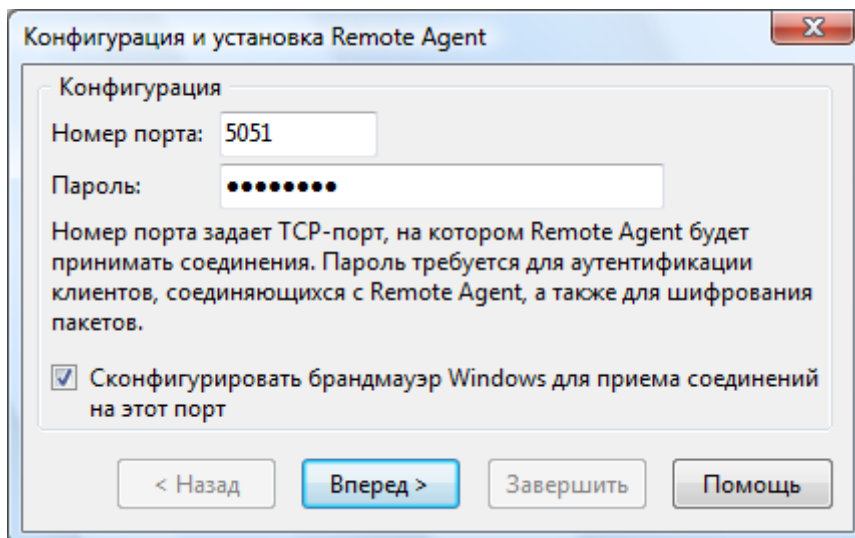 Конфигурация и установка Remote Agent
Конфигурация
Номер порта: 5051
Пароль: ●●●●●●●●
Номер порта задает TCP-порт, на котором Remote Agent будет
принимать соединения. Пароль требуется для аутентификации
клиентов, соединяющихся с Remote Agent, а также для шифрования
пакетов.
Сконфигурировать брандмауэр Windows для приема соединений
на этот порт
< Назад Вперед > Завершить Помощь